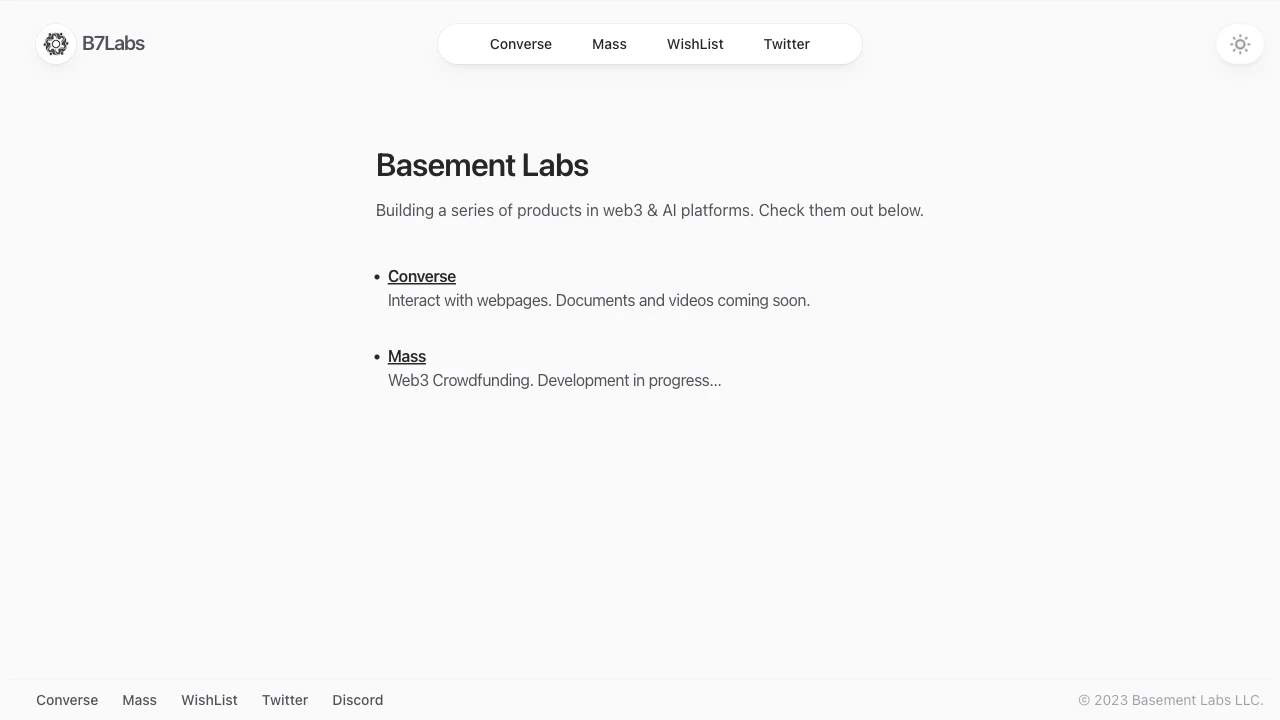 B7Labs
Converse Mass WishList Twitter
Basement Labs
Building a series of products in web3 & AI platforms. Check them out below.
• Converse
Interact with webpages. Documents and videos coming soon.
• Mass
Web3 Crowdfunding. Development in progress...
Converse Mass WishList Twitter Discord
© 2023 Basement Labs LLC.